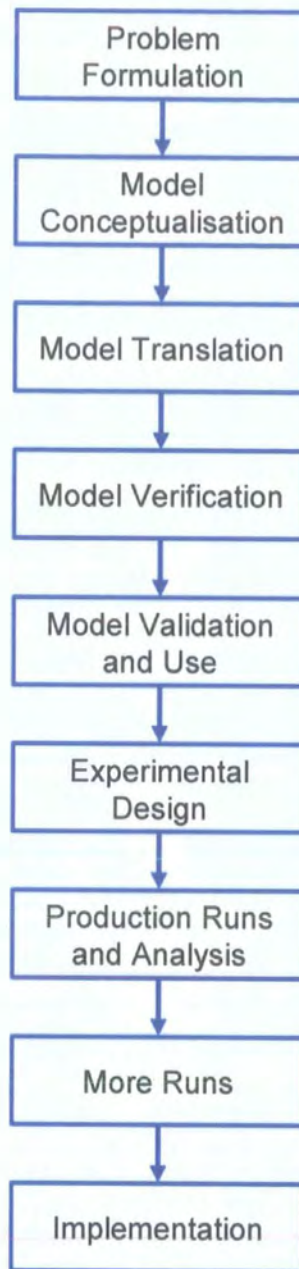 Problem
Formulation
Model
Conceptualisation
Model Translation
Model Verification
Model Validation
and Use
Experimental
Design
Production Runs
and Analysis
More Runs
Implementation